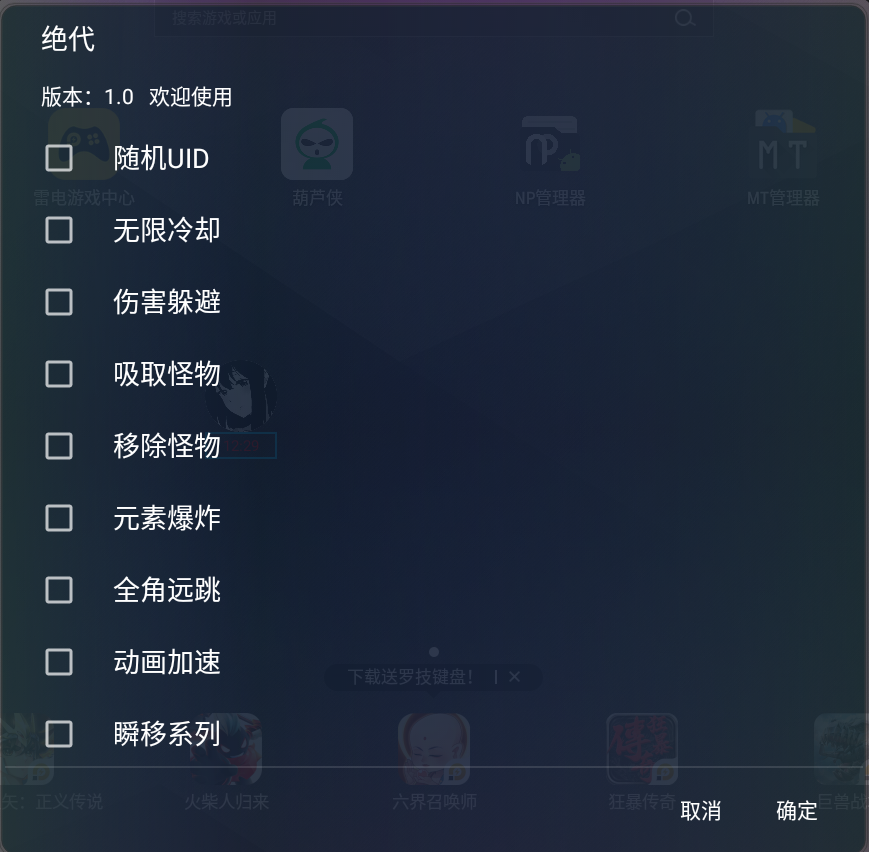 搜索游戏或应用
绝代
版本：1.0 欢迎使用
随机UID
雷电游戏中心
葫芦侠
NP管理器
MT管理器
无限冷却
伤害躲避
吸取怪物
移除怪物
元素爆炸
全角远跳
动画加速
下载送罗技键盘！
瞬移系列
矢：正义传说
火柴人归来
六界召唤师
狂暴传奇
巨兽战
取消
确定